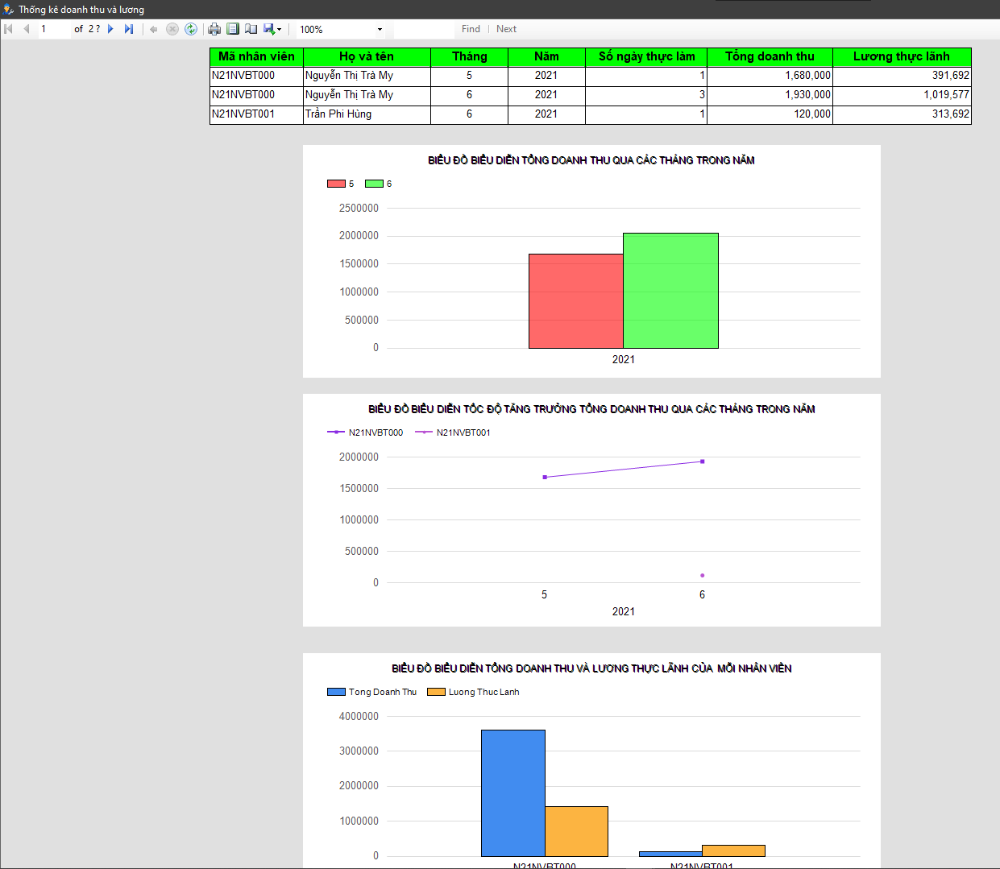 Thống kê doanh thu và lương
1 of 2 ? 100% Find | Next
Mã nhân viên Họ và tên Tháng Năm Số ngày thực làm Tổng doanh thu Lương thực lãnh
N21NVBT000 Nguyễn Thị Trà My 5 2021 1 1,680,000 391,692
N21NVBT000 Nguyễn Thị Trà My 6 2021 3 1,930,000 1,019,577
N21NVBT001 Trần Phi Hùng 6 2021 1 120,000 313,692
BIỂU ĐỒ BIỂU DIỄN TỔNG DOANH THU QUA CÁC THÁNG TRONG NĂM
5 6
2500000
2000000
1500000
1000000
500000
0
2021
BIỂU ĐỒ BIỂU DIỄN TỐC ĐỘ TĂNG TRƯỞNG TỔNG DOANH THU QUA CÁC THÁNG TRONG NĂM
N21NVBT000 N21NVBT001
2000000
1500000
1000000
500000
0
5 6
2021
BIỂU ĐỒ BIỂU DIỄN TỔNG DOANH THU VÀ LƯƠNG THỰC LÃNH CỦA MỖI NHÂN VIÊN
Tong Doanh Thu Luong Thuc Lanh
4000000
3000000
2000000
1000000
0
N21NVBT000 N21NVBT001